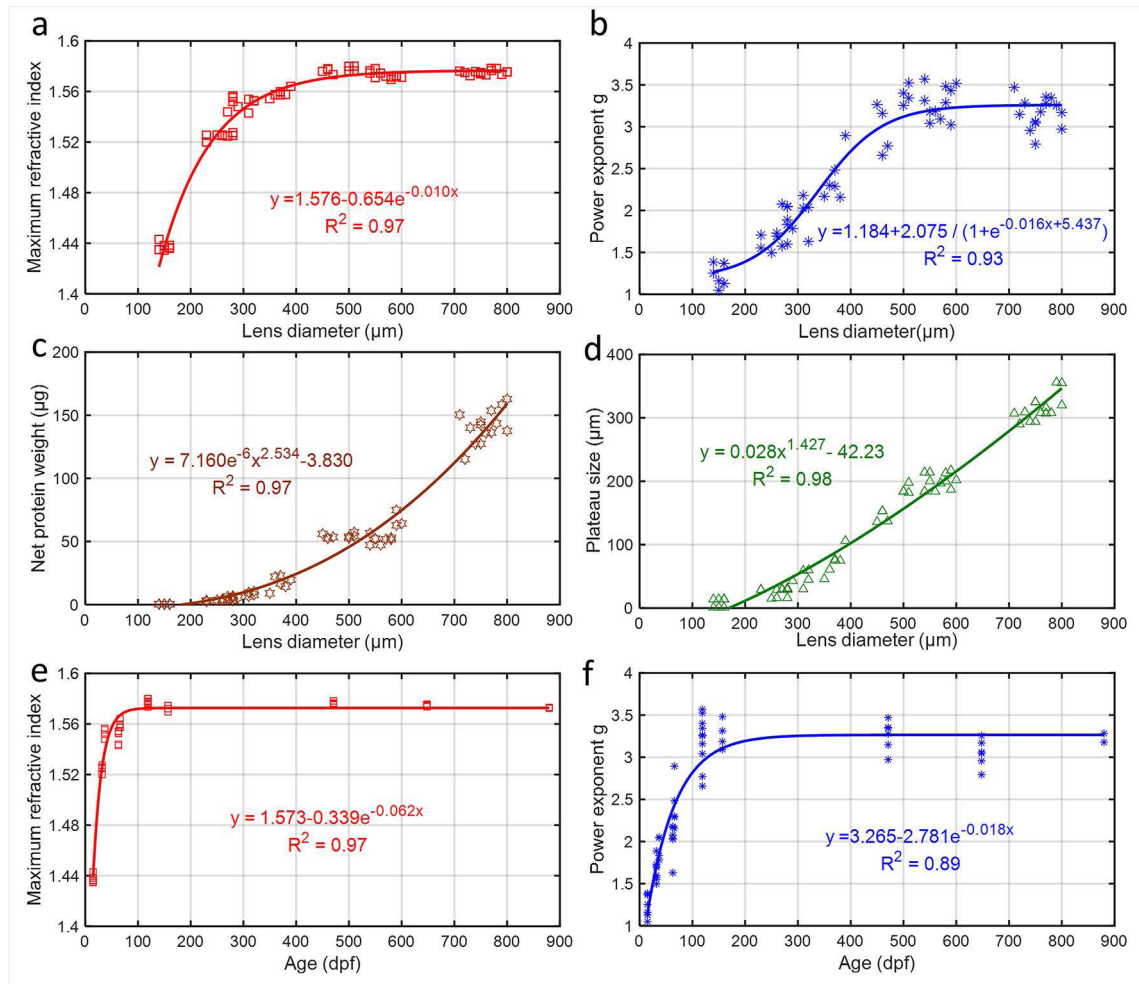 a
1.6
1.56
1.52
1.48
1.44
1.4
Maximum refractive index
y =1.576-0.654e^-0.010x
R² = 0.97
0 100 200 300 400 500 600 700 800 900
Lens diameter (µm)
b
4
3.5
3
2.5
2
1.5
1
Power exponent g
y =1.184+2.075 / (1+e^-0.016x+5.437)
R² = 0.93
0 100 200 300 400 500 600 700 800 900
Lens diameter(µm)
c
200
150
100
50
0
Net protein weight (µg)
y = 7.160e^-6x^2.534-3.830
R² = 0.97
0 100 200 300 400 500 600 700 800 900
Lens diameter (µm)
d
400
300
200
100
0
Plateau size (µm)
y = 0.028x^1.427- 42.23
R² = 0.98
0 100 200 300 400 500 600 700 800 900
Lens diameter (µm)
e
1.6
1.56
1.52
1.48
1.44
1.4
Maximum refractive index
y = 1.573-0.339e^-0.062x
R² = 0.97
0 100 200 300 400 500 600 700 800 900
Age (dpf)
f
4
3.5
3
2.5
2
1.5
1
Power exponent g
y =3.265-2.781e^-0.018x
R² = 0.89
0 100 200 300 400 500 600 700 800 900
Age (dpf)